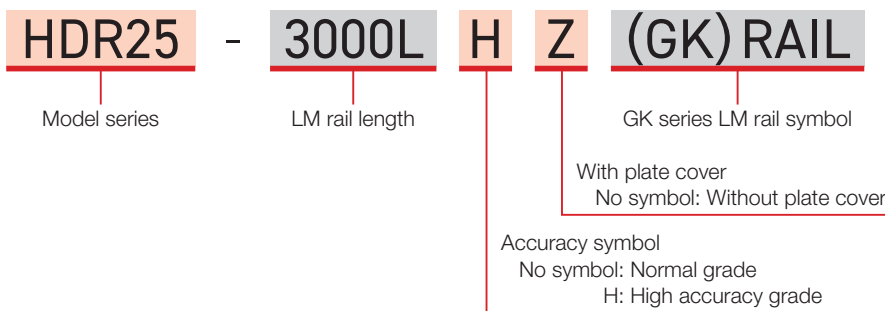 HDR25 - 3000L H Z (GK) RAIL
Model series LM rail length GK series LM rail symbol
With plate cover
No symbol: Without plate cover
Accuracy symbol
No symbol: Normal grade
H: High accuracy grade